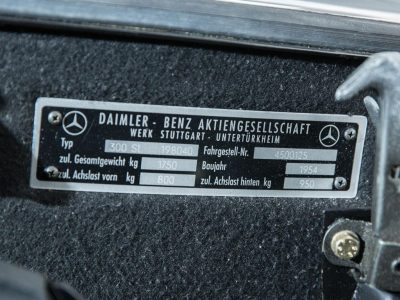 DAIMLER - BENZ AKTIENGESELLSCHAFT
WERK STUTTGART - UNTERTÜRKHEIM
Typ 300 SL 198040 Fahrgestell-Nr. 4500125
zul. Gesamtgewicht kg 1750 Baujahr 1954
zul. Achslast vorn kg 800 zul. Achslast hinten kg 950